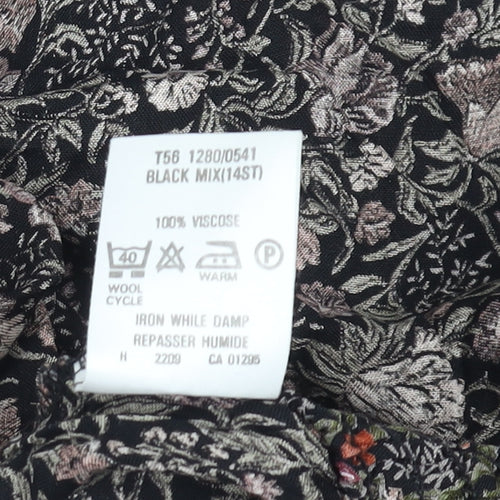 T56 1280/0541
BLACK MIX(14ST)
100% VISCOSE
40 P
WOOL WARM
CYCLE
IRON WHILE DAMP
REPASSER HUMIDE
H 2209 CA 01295